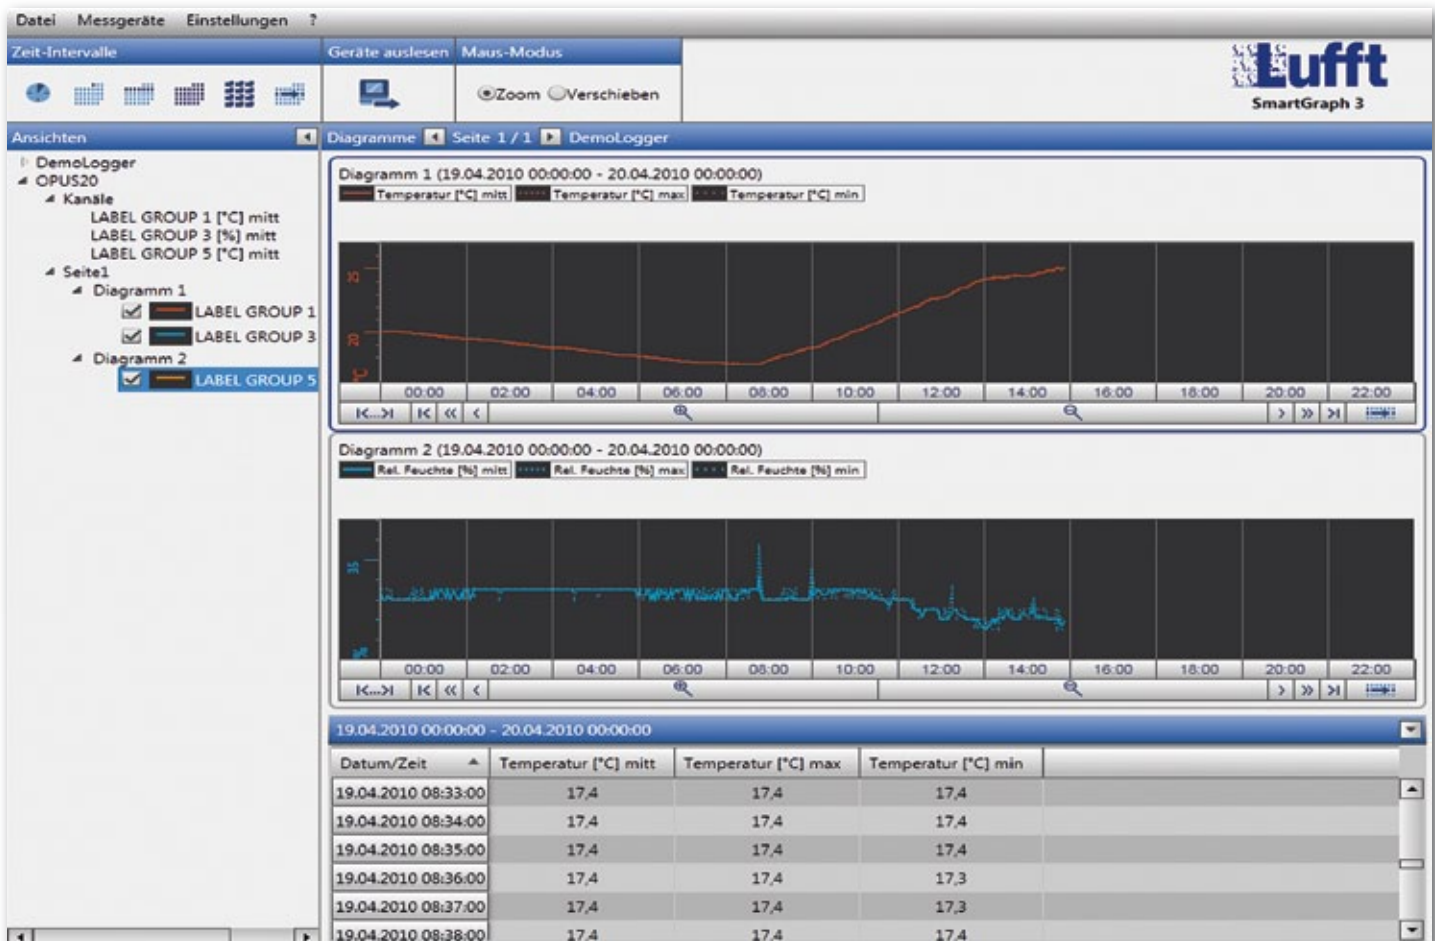 Datei Messgeräte Einstellungen ?
Zeit-Intervalle Geräte auslesen Maus-Modus
Zoom Verschieben
Lufft
SmartGraph 3
Ansichten
DemoLogger
OPUS20
Kanäle
LABEL GROUP 1 [°C] mitt
LABEL GROUP 3 [%] mitt
LABEL GROUP 5 [°C] mitt
Seite1
Diagramm 1
LABEL GROUP 1
LABEL GROUP 3
Diagramm 2
LABEL GROUP 5
Diagramme Seite 1 / 1 DemoLogger
Diagramm 1 (19.04.2010 00:00:00 - 20.04.2010 00:00:00)
Temperatur [°C] mitt Temperatur [°C] max Temperatur [°C] min
25
20
°C
00:00 02:00 04:00 06:00 08:00 10:00 12:00 14:00 16:00 18:00 20:00 22:00
Diagramm 2 (19.04.2010 00:00:00 - 20.04.2010 00:00:00)
Rel. Feuchte [%] mitt Rel. Feuchte [%] max Rel. Feuchte [%] min
35
%
00:00 02:00 04:00 06:00 08:00 10:00 12:00 14:00 16:00 18:00 20:00 22:00
19.04.2010 00:00:00 - 20.04.2010 00:00:00
Datum/Zeit Temperatur [°C] mitt Temperatur [°C] max Temperatur [°C] min
19.04.2010 08:33:00 17,4 17,4 17,4
19.04.2010 08:34:00 17,4 17,4 17,4
19.04.2010 08:35:00 17,4 17,4 17,4
19.04.2010 08:36:00 17,4 17,4 17,3
19.04.2010 08:37:00 17,4 17,4 17,3
19.04.2010 08:38:00 17,4 17,4 17,4